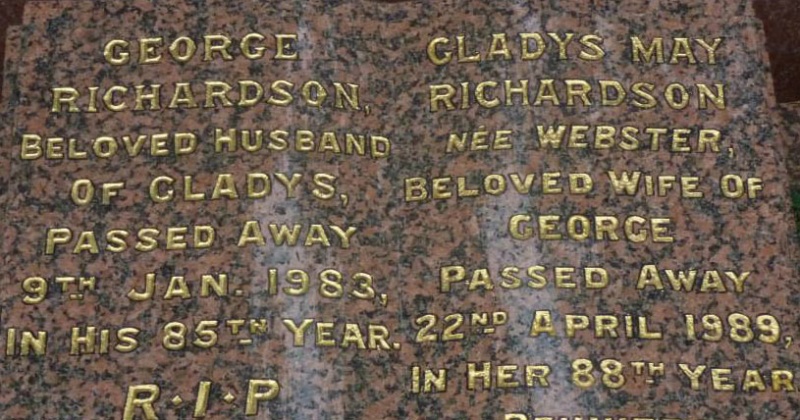 GEORGE
RICHARDSON,
BELOVED HUSBAND
OF GLADYS,
PASSED AWAY
9TH JAN. 1983,
IN HIS 85TH YEAR.
R·I·P
GLADYS MAY
RICHARDSON
NÉE WEBSTER,
BELOVED WIFE OF
GEORGE
PASSED AWAY
22ND APRIL 1989,
IN HER 88TH YEAR